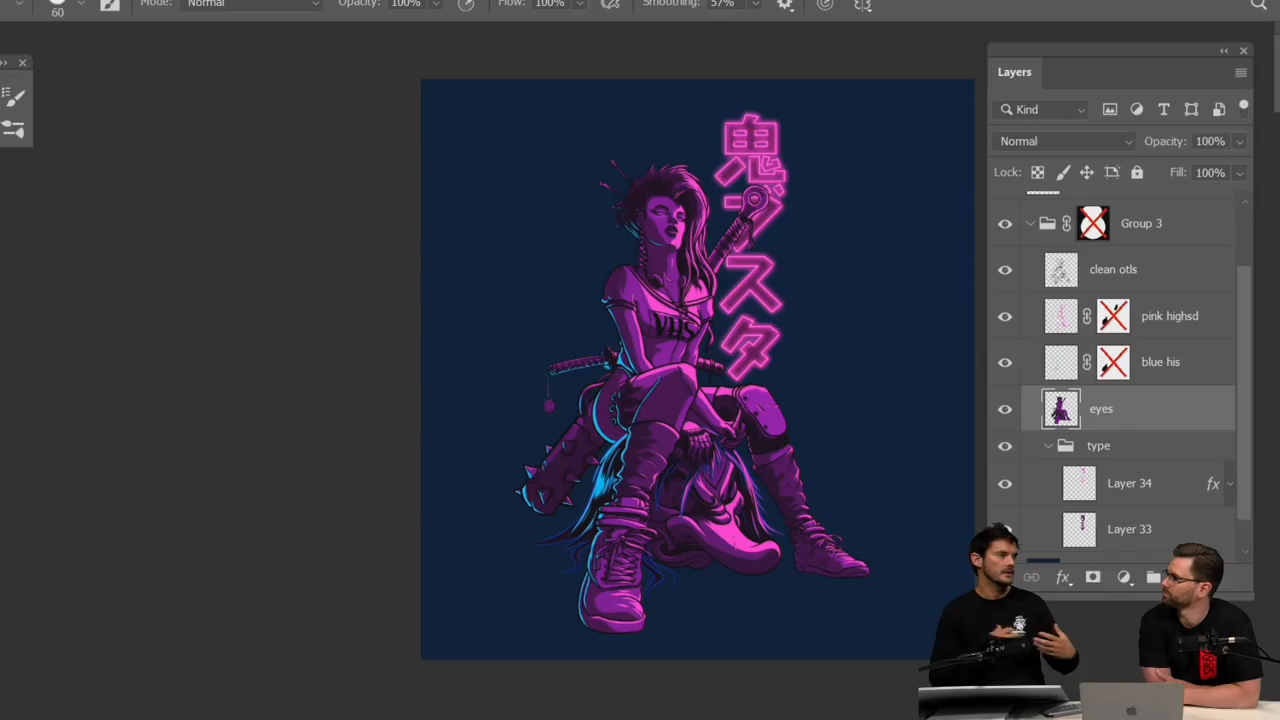 60
Mode: Normal
Opacity: 100%
Flow: 100%
Smoothing: 57%
Layers
Kind
Normal
Opacity: 100%
Lock:
Fill: 100%
Group 3
clean otls
pink highsd
blue his
eyes
type
Layer 34
fx
Layer 33
fx
鬼
スタ
VHS